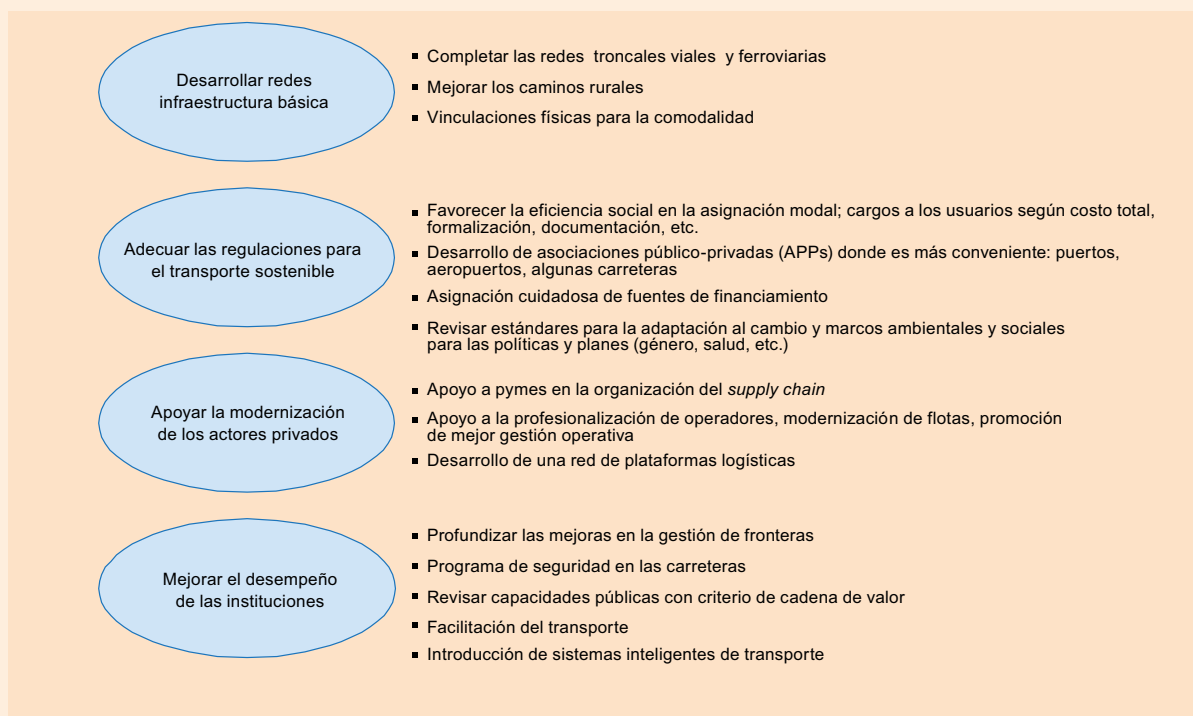 Desarrollar redes
infraestructura básica
▪ Completar las redes troncales viales y ferroviarias
▪ Mejorar los caminos rurales
▪ Vinculaciones físicas para la comodalidad
Adecuar las regulaciones para
el transporte sostenible
▪ Favorecer la eficiencia social en la asignación modal; cargos a los usuarios según costo total,
formalización, documentación, etc.
▪ Desarrollo de asociaciones público-privadas (APPs) donde es más conveniente: puertos,
aeropuertos, algunas carreteras
▪ Asignación cuidadosa de fuentes de financiamiento
▪ Revisar estándares para la adaptación al cambio y marcos ambientales y sociales
para las políticas y planes (género, salud, etc.)
Apoyar la modernización
de los actores privados
▪ Apoyo a pymes en la organización del supply chain
▪ Apoyo a la profesionalización de operadores, modernización de flotas, promoción
de mejor gestión operativa
▪ Desarrollo de una red de plataformas logísticas
Mejorar el desempeño
de las instituciones
▪ Profundizar las mejoras en la gestión de fronteras
▪ Programa de seguridad en las carreteras
▪ Revisar capacidades públicas con criterio de cadena de valor
▪ Facilitación del transporte
▪ Introducción de sistemas inteligentes de transporte